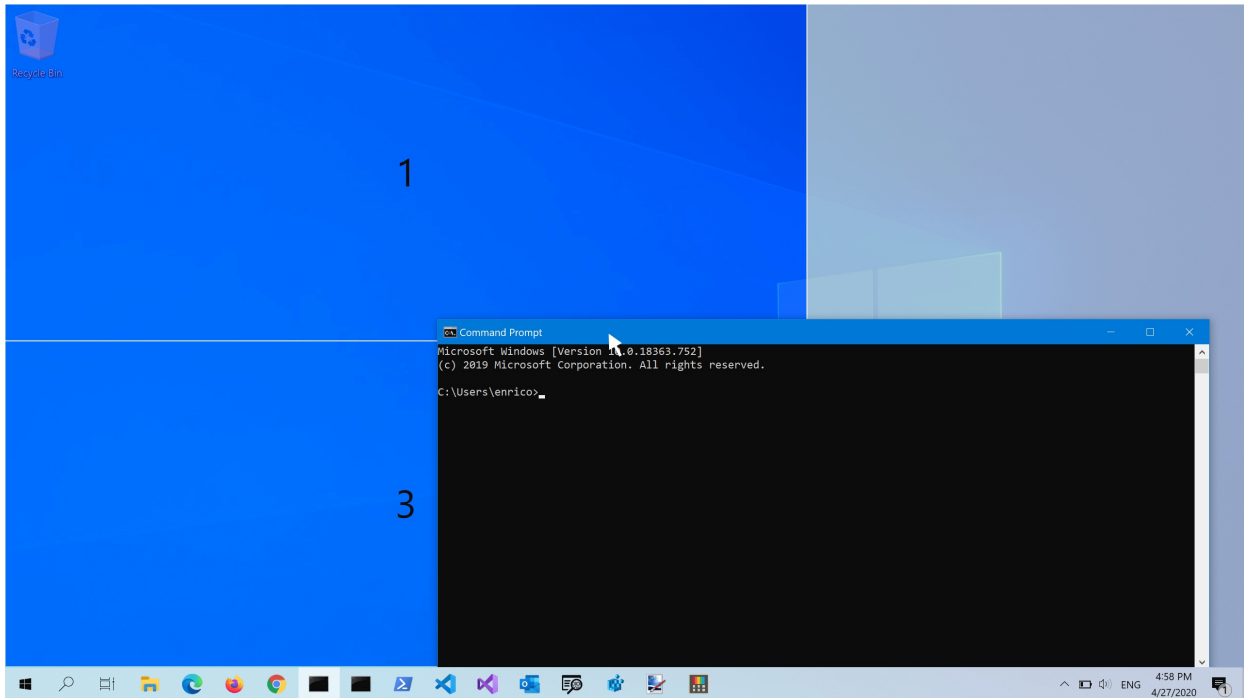 Recycle Bin
1
Command Prompt
Microsoft Windows [Version 10.0.18363.752]
(c) 2019 Microsoft Corporation. All rights reserved.
C:\Users\enrico>
3
ENG
4:58 PM
4/27/2020
1